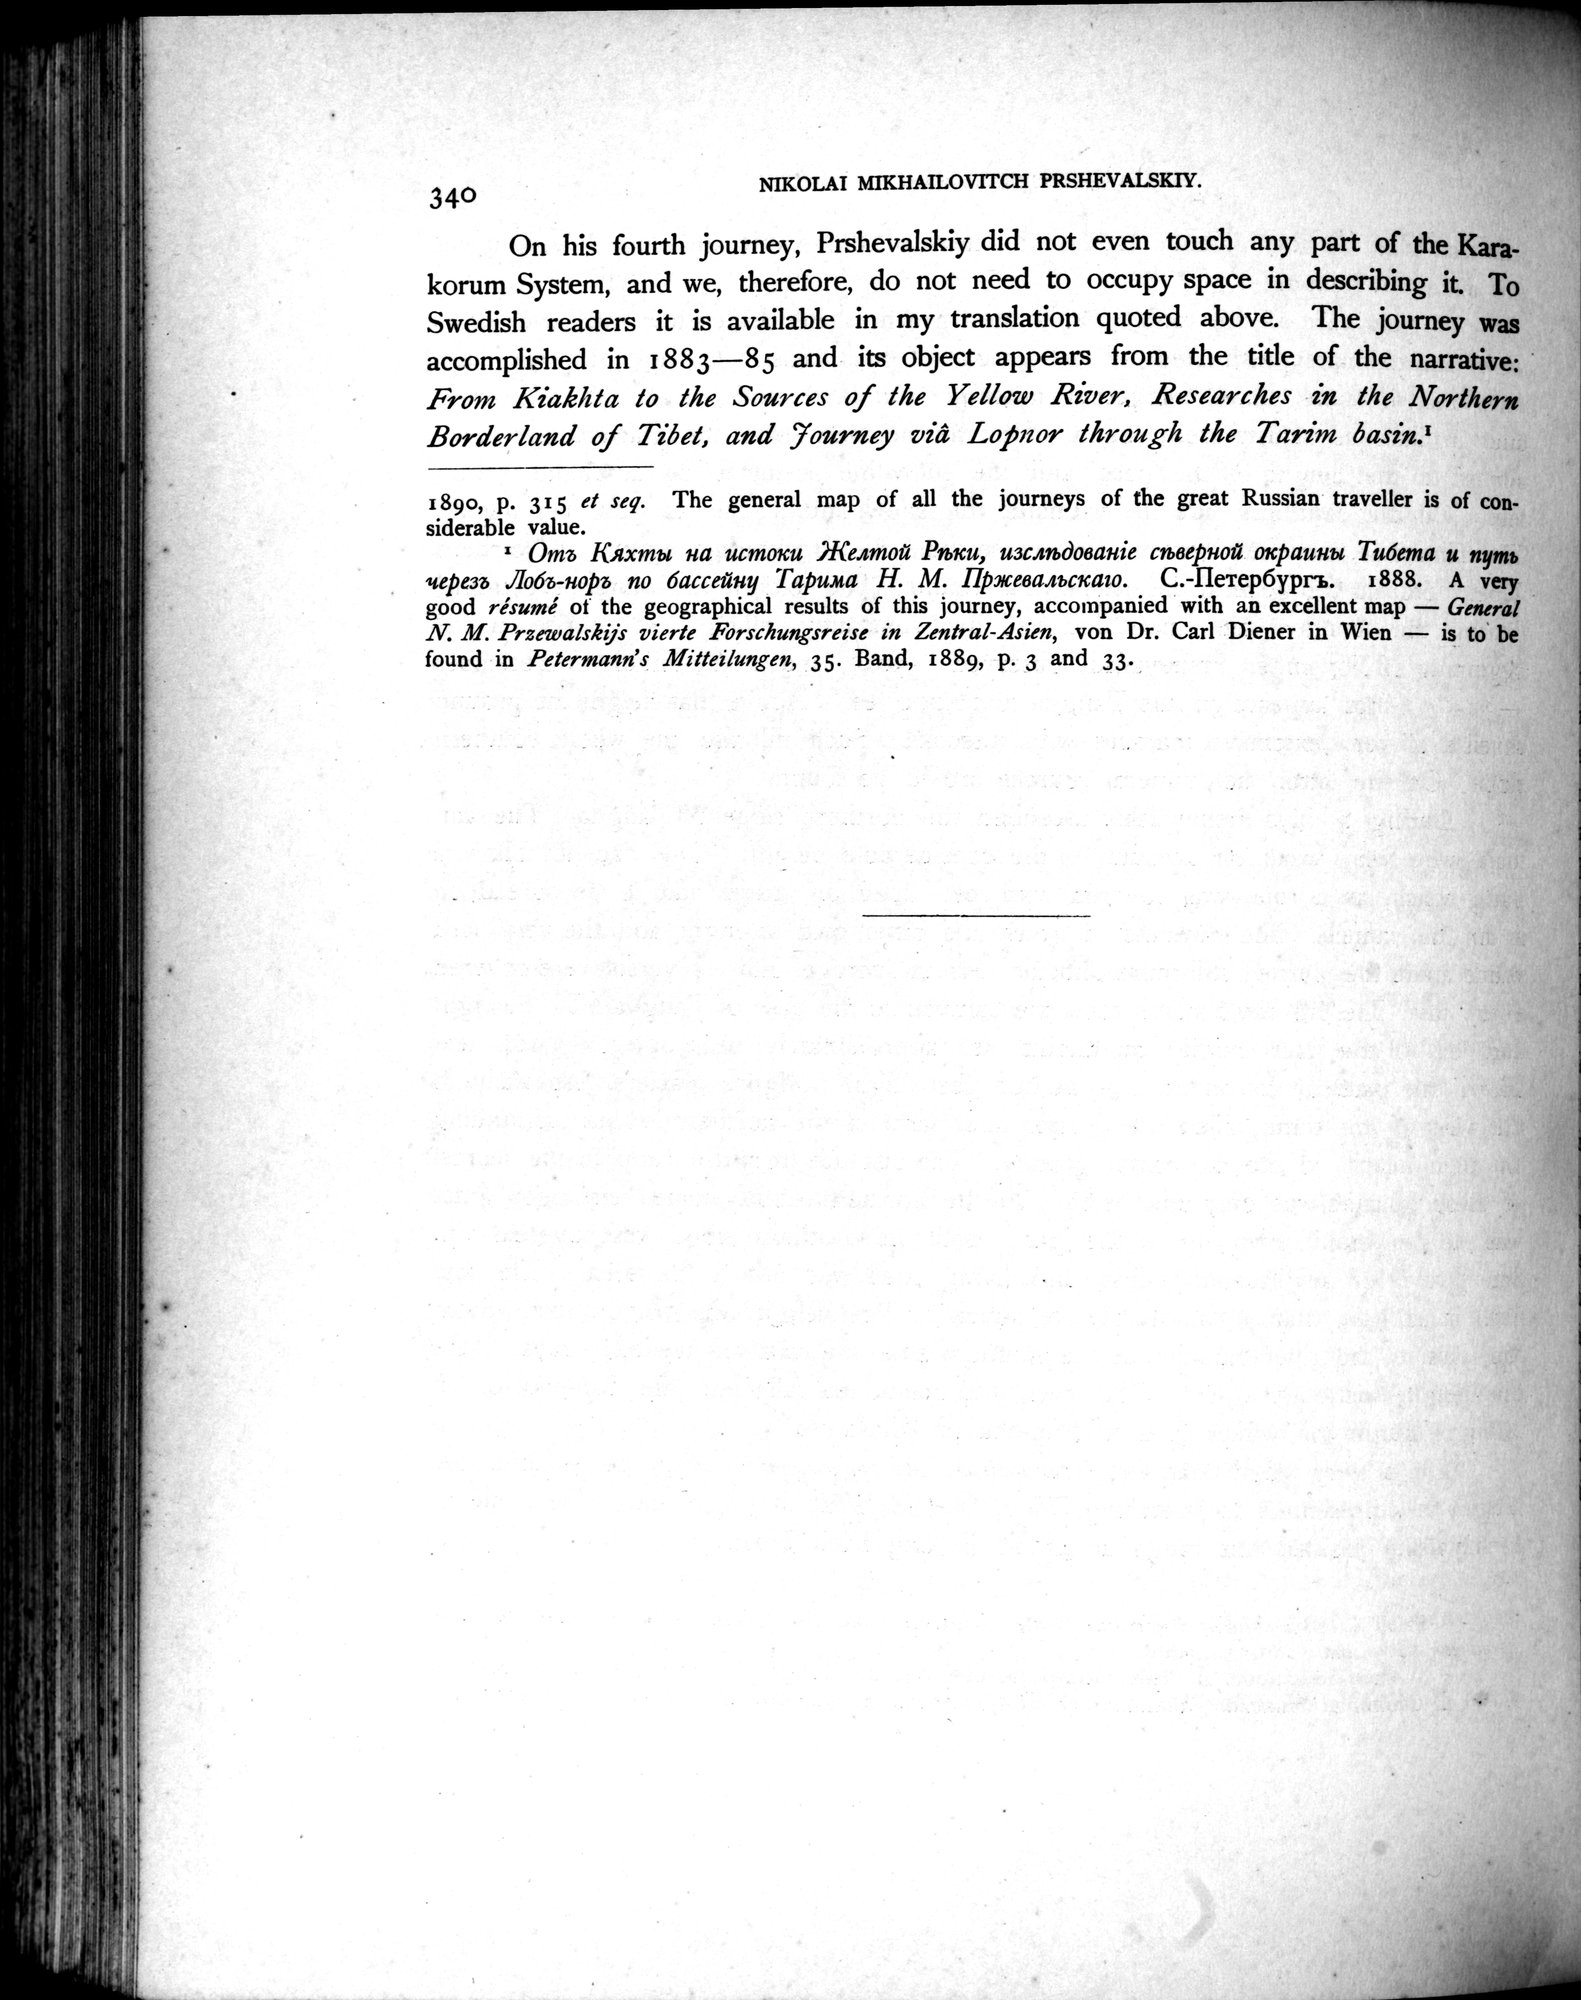 340
NIKOLAI MIKHAILOVITCH PRSHEVALSKIY.
On his fourth journey, Prshevalskiy did not even touch any part of the Kara-
korum System, and we, therefore, do not need to occupy space in describing it. To
Swedish readers it is available in my translation quoted above. The journey was
accomplished in 1883—85 and its object appears from the title of the narrative:
From Kiakhta to the Sources of the Yellow River, Researches in the Northern
Borderland of Tibet, and Journey viâ Lopnor through the Tarim basin.¹
1890, p. 315 et seq. The general map of all the journeys of the great Russian traveller is of con-
siderable value.
¹ Отъ Кяхты на истоки Желтой Рѣки, изслѣдованіе сѣверной окраины Тибета и путь
черезъ Лобъ-норъ по бассейну Тарима Н. М. Пржевальскаго. С.-Петербургъ. 1888. A very
good résumé of the geographical results of this journey, accompanied with an excellent map — General
N. M. Przewalskijs vierte Forschungsreise in Zentral-Asien, von Dr. Carl Diener in Wien — is to be
found in Petermann's Mitteilungen, 35. Band, 1889, p. 3 and 33.